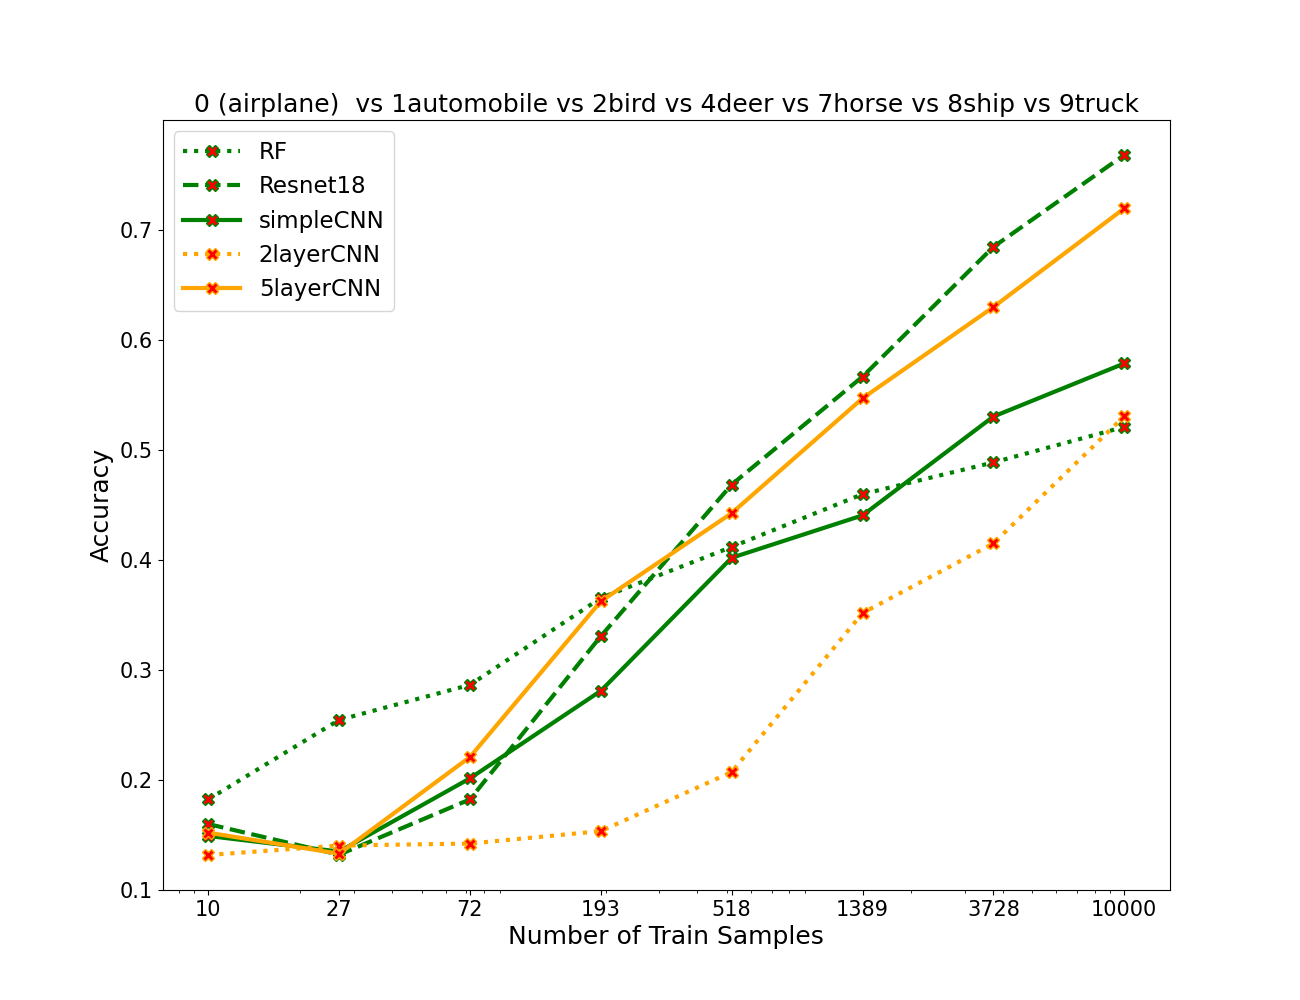 0 (airplane)  vs 1automobile vs 2bird vs 4deer vs 7horse vs 8ship vs 9truck
RF
Resnet18
simpleCNN
2layerCNN
5layerCNN
Accuracy
0.7
0.6
0.5
0.4
0.3
0.2
0.1
10 27 72 193 518 1389 3728 10000
Number of Train Samples